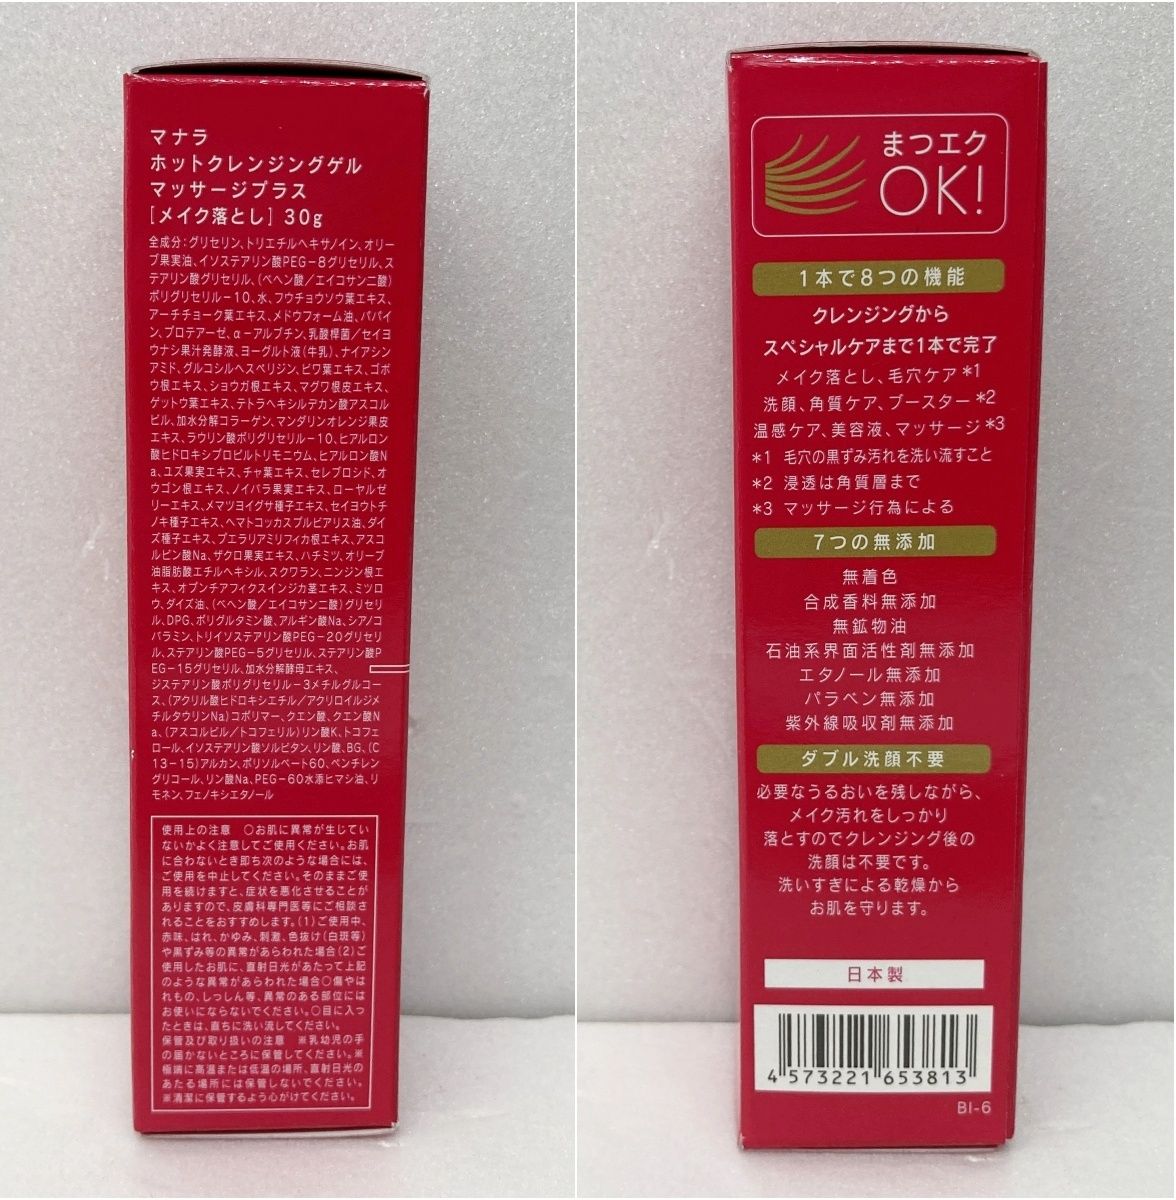 マナラ
ホットクレンジングゲル
マッサージプラス
[メイク落とし] 30g
全成分:グリセリン、トリエチルヘキサノイン、オリー
ブ果実油、イソステアリン酸PEG-8グリセリル、ス
テアリン酸グリセリル、(ベヘン酸/エイコサン二酸)
ポリグリセリル-10、水、フウチョウソウ葉エキス、
アーチチョーク葉エキス、メドウフォーム油、パパイ
ン、プロテアーゼ、α-アルブチン、乳酸桿菌/セイヨ
ウナシ果汁発酵液、ヨーグルト液(牛乳)、ナイアシン
アミド、グルコシルヘスペリジン、ビワ葉エキス、ゴボ
ウ根エキス、ショウガ根エキス、マグワ根皮エキス、
ゲットウ葉エキス、テトラヘキシルデカン酸アスコル
ビル、加水分解コラーゲン、マンダリンオレンジ果皮
エキス、ラウリン酸ポリグリセリル-10、ヒアルロン
酸ヒドロキシプロピルトリモニウム、ヒアルロン酸N
a、ユズ果実エキス、チャ葉エキス、セレブロシド、オ
ウゴン根エキス、ノイバラ果実エキス、ローヤルゼ
リーエキス、メマツヨイグサ種子エキス、セイヨウトチ
ノキ種子エキス、ヘマトコッカスプルビアリス油、ダイ
ズ種子エキス、プエラリアミリフィカ根エキス、アスコ
ルビン酸Na、ザクロ果実エキス、ハチミツ、オリーブ
油脂肪酸エチルヘキシル、スクワラン、ニンジン根エ
キス、オプンチアフィクスインジカ茎エキス、ミツロ
ウ、ダイズ油、(ベヘン酸/エイコサン二酸)グリセリ
ル、DPG、ポリグルタミン酸、アルギン酸Na、シアノコ
バラミン、トリイソステアリン酸PEG-20グリセリ
ル、ステアリン酸PEG-5グリセリル、ステアリン酸P
EG-15グリセリル、加水分解酵母エキス、
ジステアリン酸ポリグリセリル-3メチルグルコー
ス、(アクリル酸ヒドロキシエチル/アクリロイルジメ
チルタウリンNa)コポリマー、クエン酸、クエン酸N
a、(アスコルビル/トコフェリル)リン酸K、トコフェ
ロール、イソステアリン酸ソルビタン、リン酸、BG、(C
13-15)アルカン、ポリソルベート60、ペンチレン
グリコール、リン酸Na、PEG-60水添ヒマシ油、リ
モネン、フェノキシエタノール
使用上の注意 ○お肌に異常が生じてい
ないかよく注意してご使用ください。お肌
に合わないとき即ち次のような場合には、
ご使用を中止してください。そのままご使
用を続けますと、症状を悪化させることが
ありますので、皮膚科専門医等にご相談さ
れることをおすすめします。(1)ご使用中、
赤味、はれ、かゆみ、刺激、色抜け(白斑等)
や黒ずみ等の異常があらわれた場合(2)ご
使用したお肌に、直射日光があたって上記
のような異常があらわれた場合○傷やは
れもの、しっしん等、異常のある部位には
お使いにならないでください。○目に入っ
たときは、直ちに洗い流してください。
保管及び取り扱いの注意 ※乳幼児の手
の届かないところに保管してください。※
極端に高温または低温の場所、直射日光の
あたる場所には保管しないでください。
※清潔に保管するよう心がけてください。
まつエク
OK!
1本で8つの機能
クレンジングから
スペシャルケアまで1本で完了
メイク落とし、毛穴ケア*1
洗顔、角質ケア、ブースター*2
温感ケア、美容液、マッサージ*3
*1 毛穴の黒ずみ汚れを洗い流すこと
*2 浸透は角質層まで
*3 マッサージ行為による
7つの無添加
無着色
合成香料無添加
無鉱物油
石油系界面活性剤無添加
エタノール無添加
パラベン無添加
紫外線吸収剤無添加
ダブル洗顔不要
必要なうるおいを残しながら、
メイク汚れをしっかり
落とすのでクレンジング後の
洗顔は不要です。
洗いすぎによる乾燥から
お肌を守ります。
日本製
4 573221 653813
BI-6